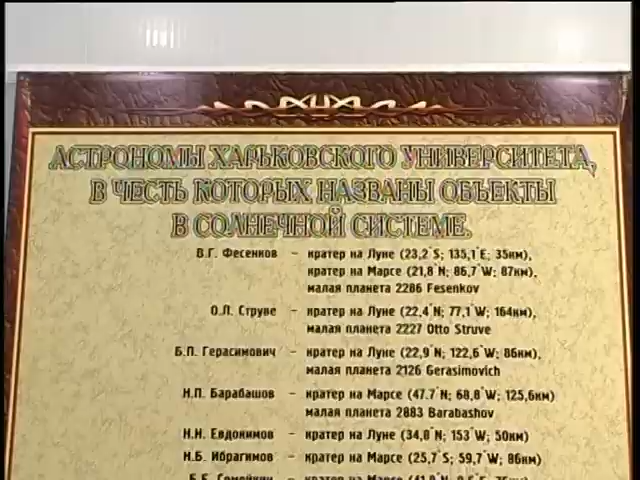 АСТРОНОМЫ ХАРЬКОВСКОГО УНИВЕРСИТЕТА,
В ЧЕСТЬ КОТОРЫХ НАЗВАНЫ ОБЪЕКТЫ
В СОЛНЕЧНОЙ СИСТЕМЕ.
В.Г. Фесенков – кратер на Луне (23,2°S; 135,1°E; 35км),
кратер на Марсе (21,8°N; 86,7°W; 87км),
малая планета 2286 Fesenkov
О.Л. Струве – кратер на Луне (22,4°N; 77,1°W; 164км),
малая планета 2227 Otto Struve
Б.П. Герасимович – кратер на Луне (22,9°N; 122,6°W; 86км),
малая планета 2126 Gerasimovich
Н.П. Барабашов – кратер на Марсе (47.7°N; 68,8°W; 125,6км)
малая планета 2883 Barabashov
Н.Н. Евдокимов – кратер на Луне (34,8°N; 153°W; 50км)
Н.Б. Ибрагимов – кратер на Марсе (25,7°S; 59,7°W; 86км)
– кратер на Марсе